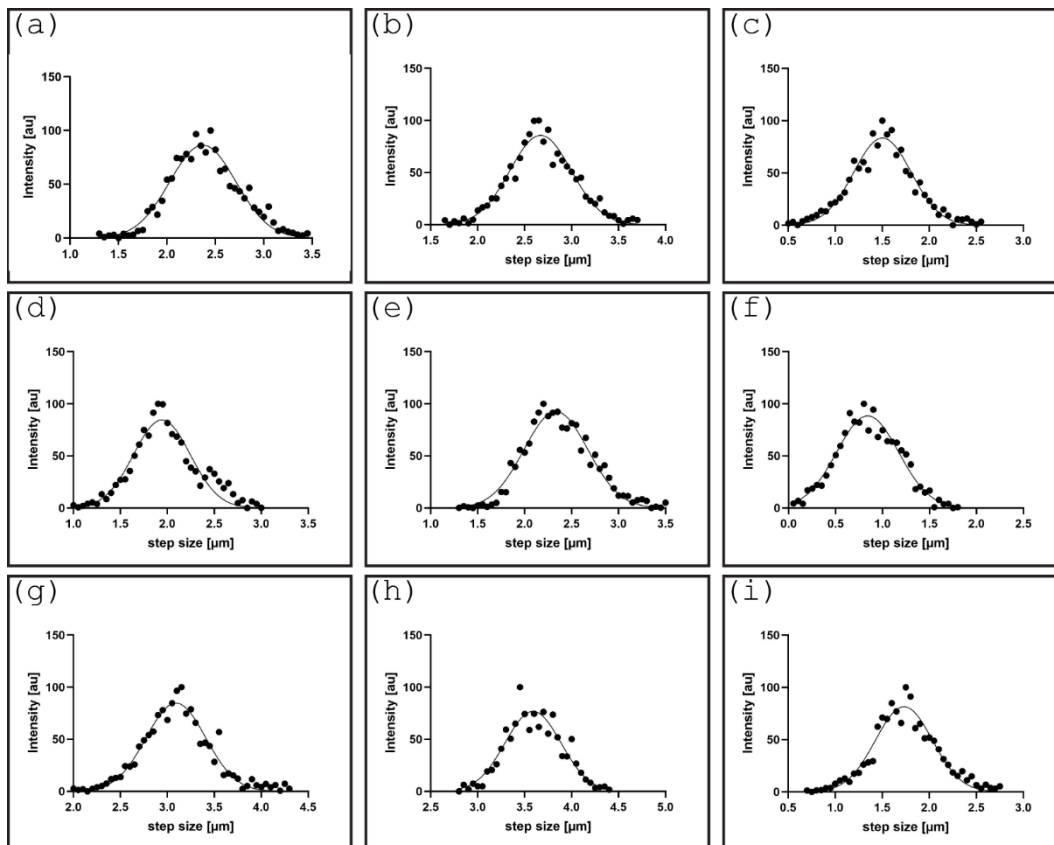 (a)
150
100
50
0
Intensity [au]
1.0 1.5 2.0 2.5 3.0 3.5
step size [µm]
(b)
150
100
50
0
Intensity [au]
1.5 2.0 2.5 3.0 3.5 4.0
step size [µm]
(c)
150
100
50
0
Intensity [au]
0.5 1.0 1.5 2.0 2.5 3.0
step size [µm]
(d)
150
100
50
0
Intensity [au]
1.0 1.5 2.0 2.5 3.0 3.5
step size [µm]
(e)
150
100
50
0
Intensity [au]
1.0 1.5 2.0 2.5 3.0 3.5
step size [µm]
(f)
150
100
50
0
Intensity [au]
0.0 0.5 1.0 1.5 2.0 2.5
step size [µm]
(g)
150
100
50
0
Intensity [au]
2.0 2.5 3.0 3.5 4.0 4.5
step size [µm]
(h)
150
100
50
0
Intensity [au]
2.5 3.0 3.5 4.0 4.5 5.0
step size [µm]
(i)
150
100
50
0
Intensity [au]
0.5 1.0 1.5 2.0 2.5 3.0
step size [µm]